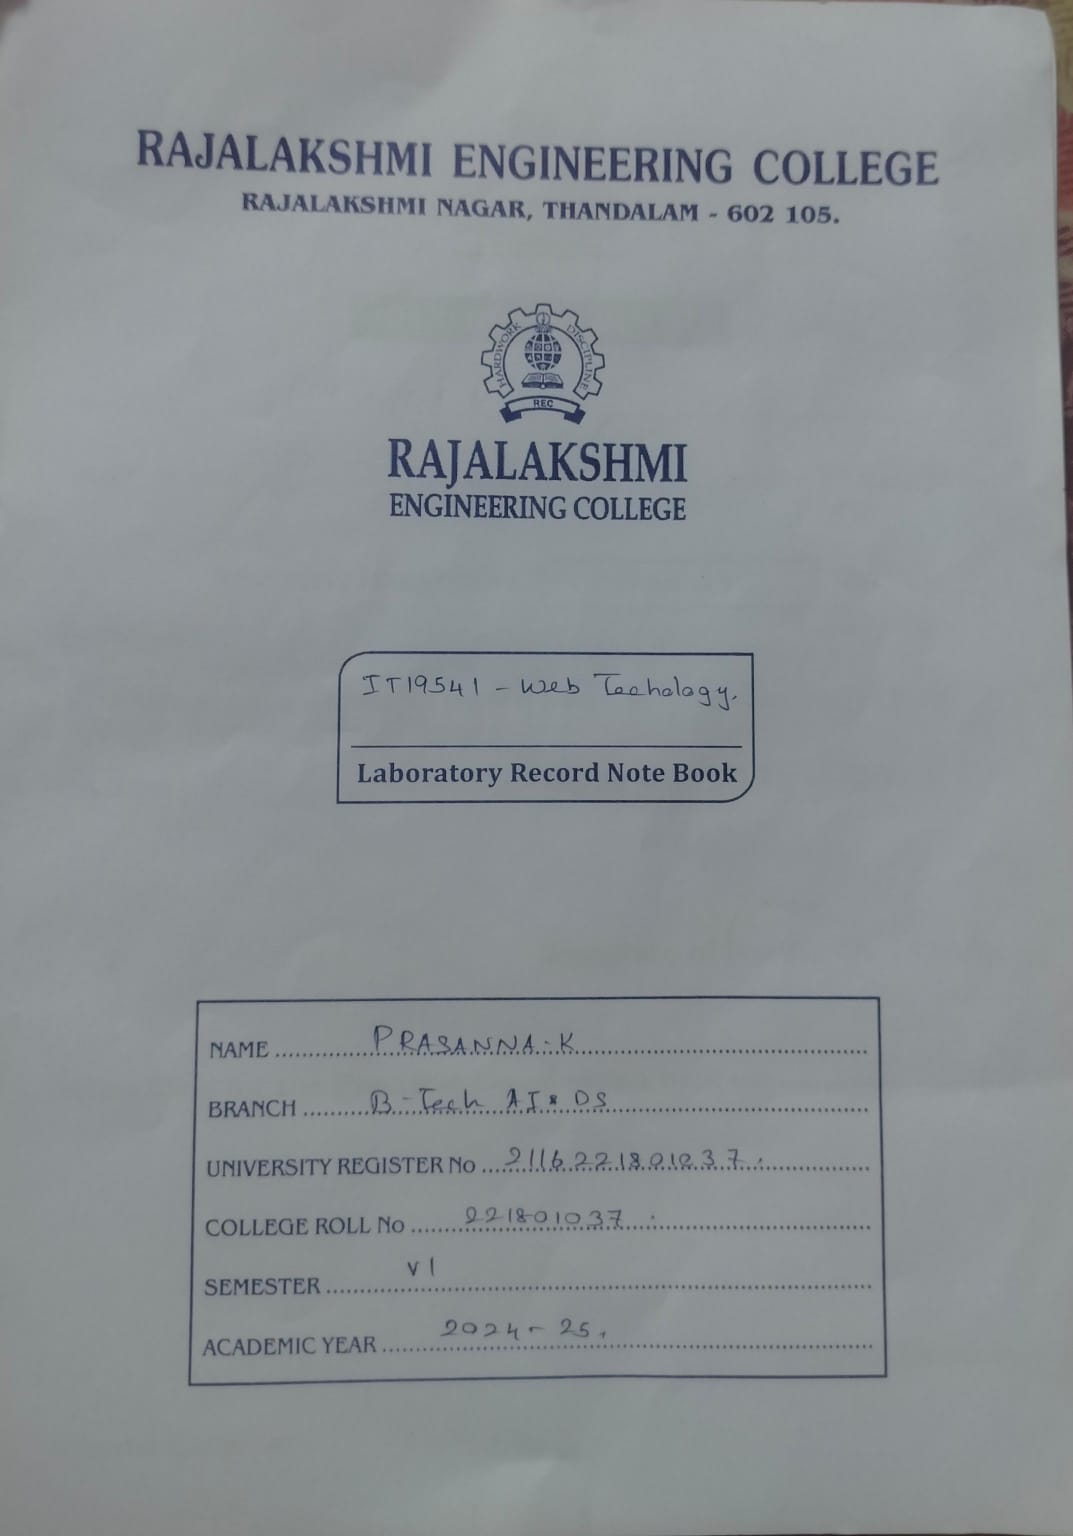 RAJALAKSHMI ENGINEERING COLLEGE
RAJALAKSHMI NAGAR, THANDALAM - 602 105.
HARDWORK DISCIPLINE
REC
RAJALAKSHMI
ENGINEERING COLLEGE
IT19541 - Web Techology.
Laboratory Record Note Book
NAME ............ PRASANNA.K ............
BRANCH ............ B-Tech AI & DS ............
UNIVERSITY REGISTER No ... 2116221801037. ............
COLLEGE ROLL No ............ 221801037 ............
SEMESTER ............ VI ............
ACADEMIC YEAR ............ 2024-25. ............